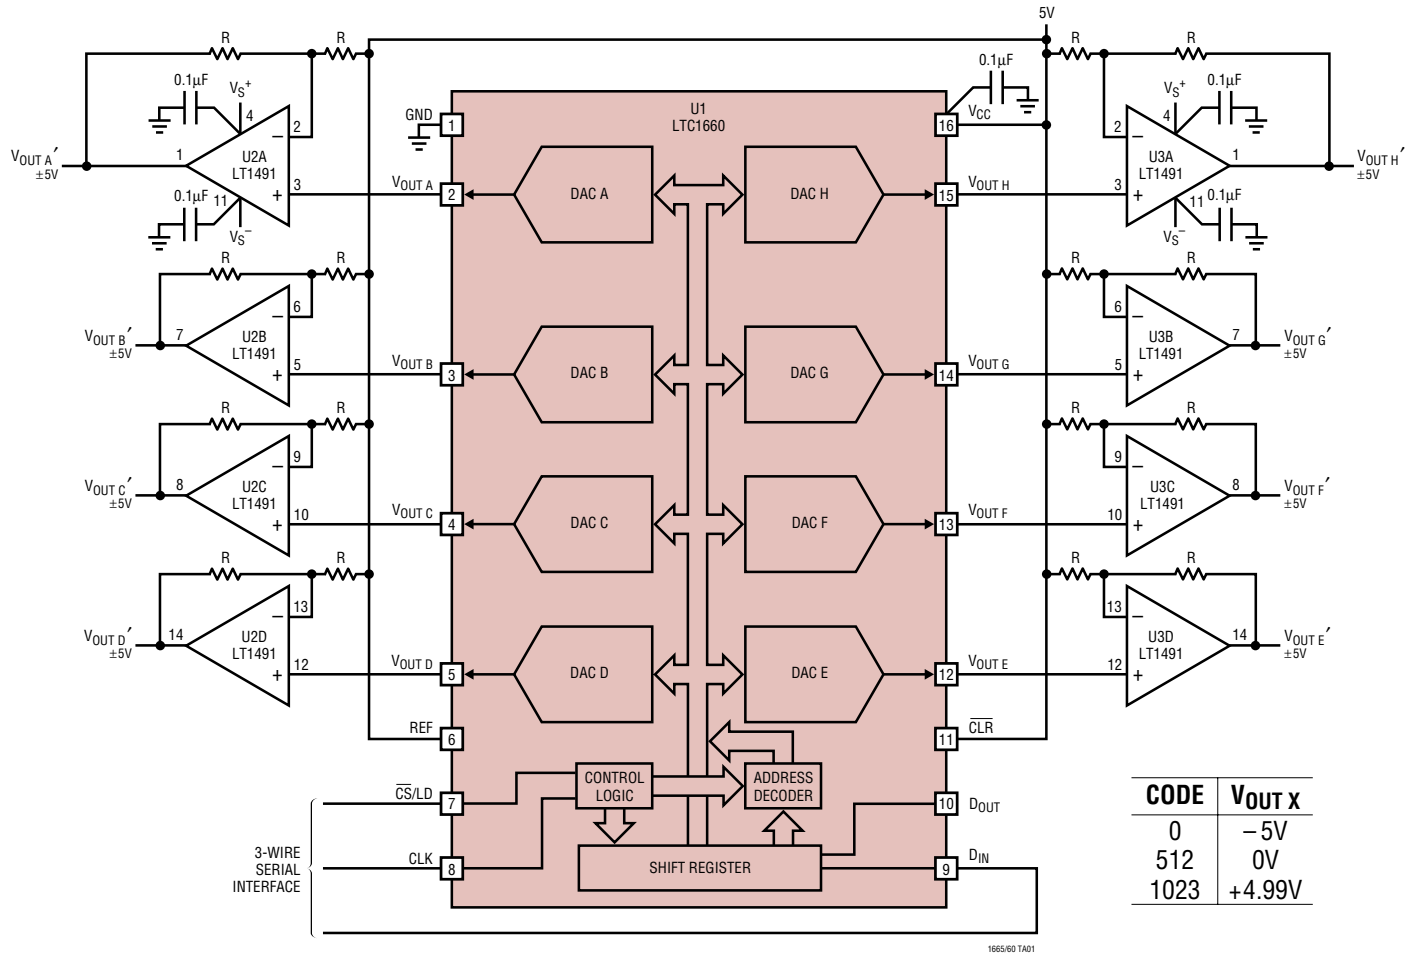 5V
R R R R
0.1µF
VS+
4
2
−
1
U2A
LT1491
3
+
VOUT A′
±5V
0.1µF
11
VS−
GND
1
U1
LTC1660
0.1µF
VCC
16
0.1µF
VS+
4
2
−
U3A
LT1491
1
3
+
VOUT H′
±5V
11
0.1µF
VS−
VOUT A
2
DAC A
DAC H
15
VOUT H
R R
6
−
7
U2B
LT1491
5
+
VOUT B′
±5V
VOUT B
3
DAC B
DAC G
14
VOUT G
R R
6
−
U3B
LT1491
7
5
+
VOUT G′
±5V
R R
9
−
8
U2C
LT1491
10
+
VOUT C′
±5V
VOUT C
4
DAC C
DAC F
13
VOUT F
R R
9
−
U3C
LT1491
8
10
+
VOUT F′
±5V
R R
13
−
14
U2D
LT1491
12
+
VOUT D′
±5V
VOUT D
5
DAC D
DAC E
12
VOUT E
R R
13
−
U3D
LT1491
14
12
+
VOUT E′
±5V
REF
6
11
CLR
CS/LD
7
CONTROL
LOGIC
ADDRESS
DECODER
10
DOUT
3-WIRE
SERIAL
INTERFACE
CLK
8
SHIFT REGISTER
9
DIN
CODE VOUT X
0 −5V
512 0V
1023 +4.99V
1665/60 TA01